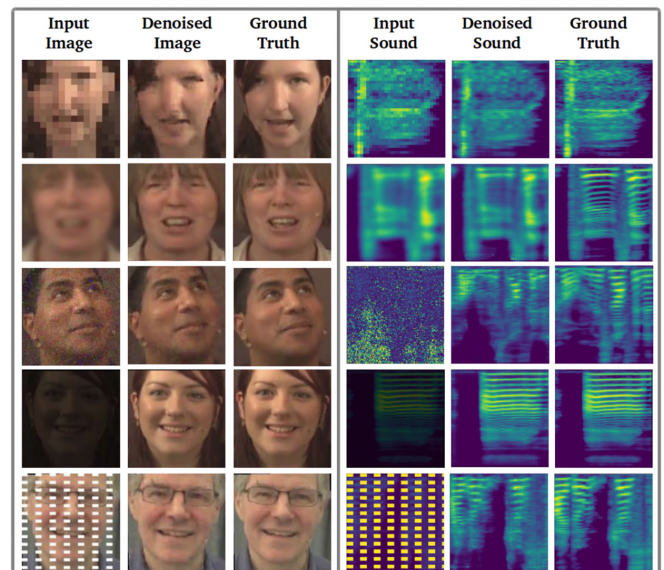 Input Image
Denoised Image
Ground Truth
Input Sound
Denoised Sound
Ground Truth